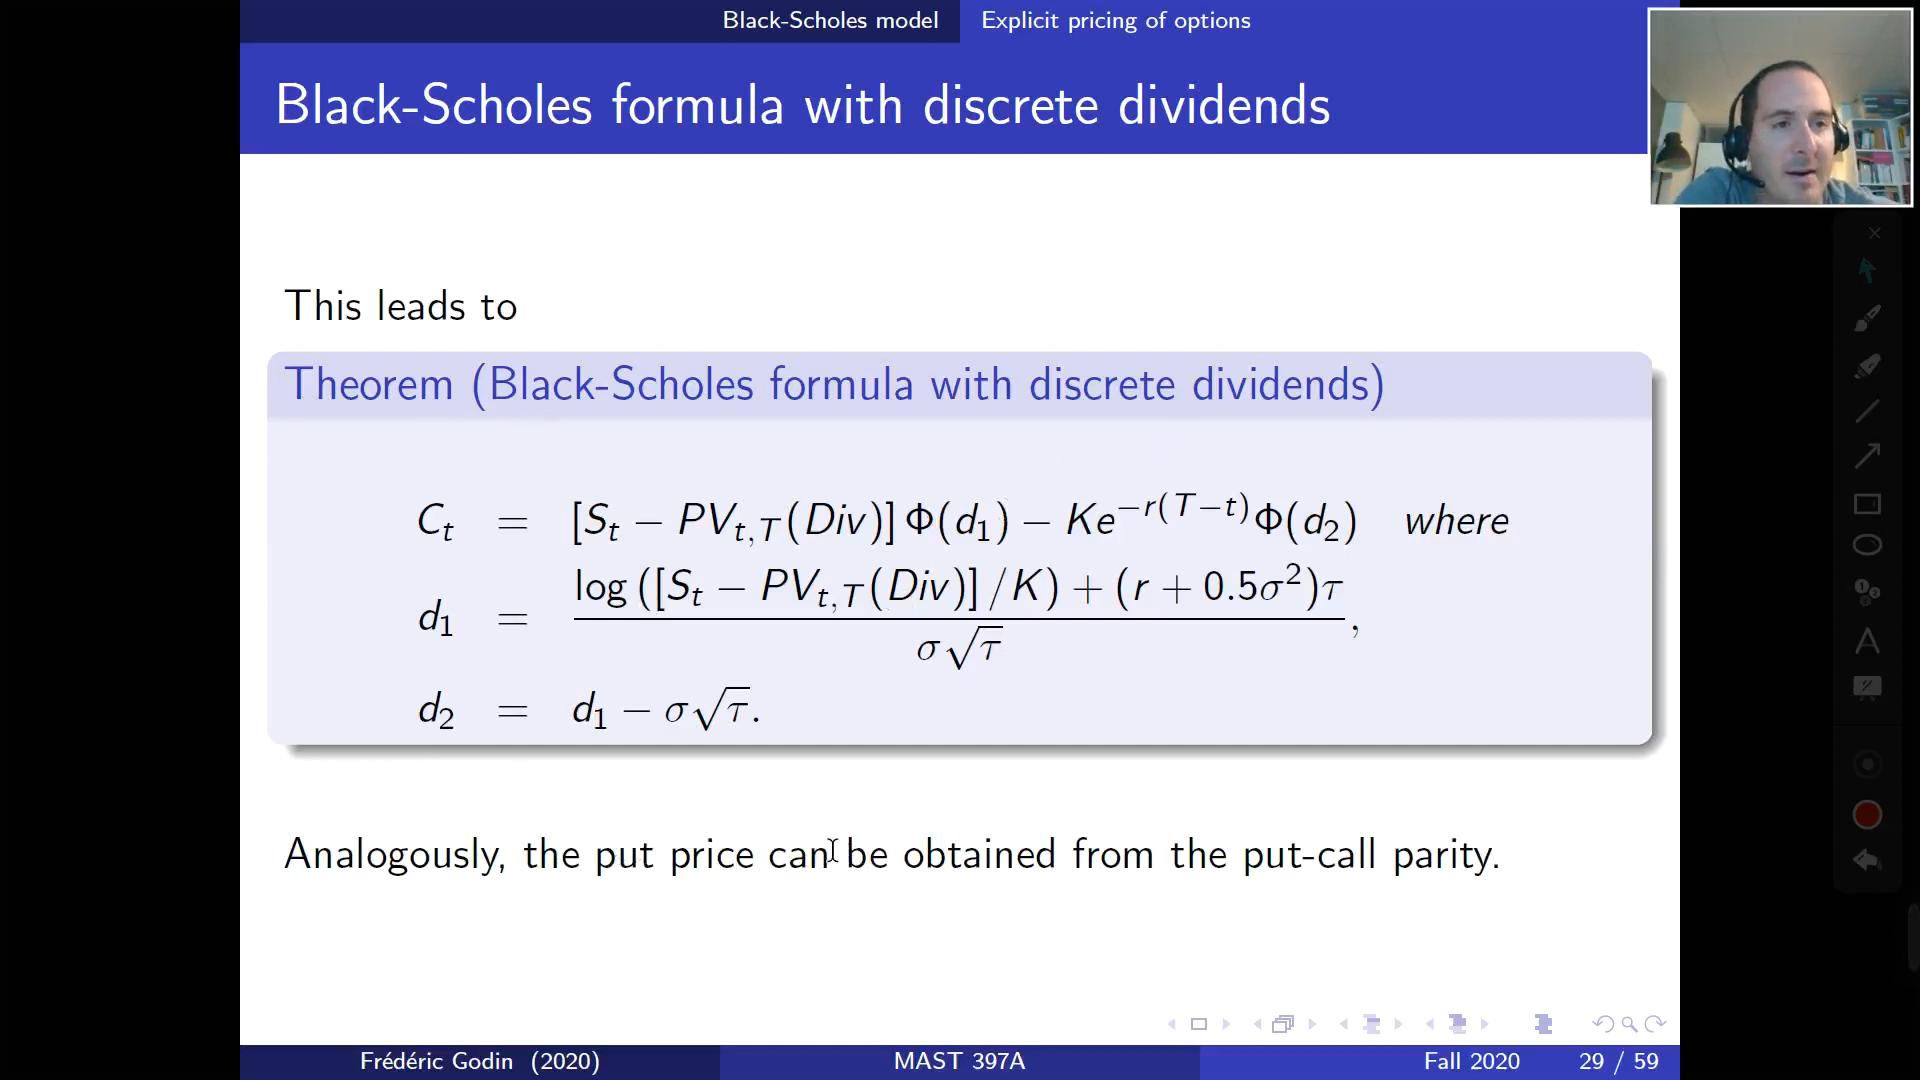 Black-Scholes model Explicit pricing of options
Black-Scholes formula with discrete dividends
This leads to
Theorem (Black-Scholes formula with discrete dividends)
C_t = [S_t − PV_{t,T}(Div)] Φ(d_1) − Ke^{−r(T−t)}Φ(d_2) where
d_1 = \frac{log ([S_t − PV_{t,T}(Div)] /K) + (r + 0.5σ^2)τ}{σ√τ},
d_2 = d_1 − σ√τ.
Analogously, the put price can be obtained from the put-call parity.
Frédéric Godin (2020) MAST 397A Fall 2020 29 / 59